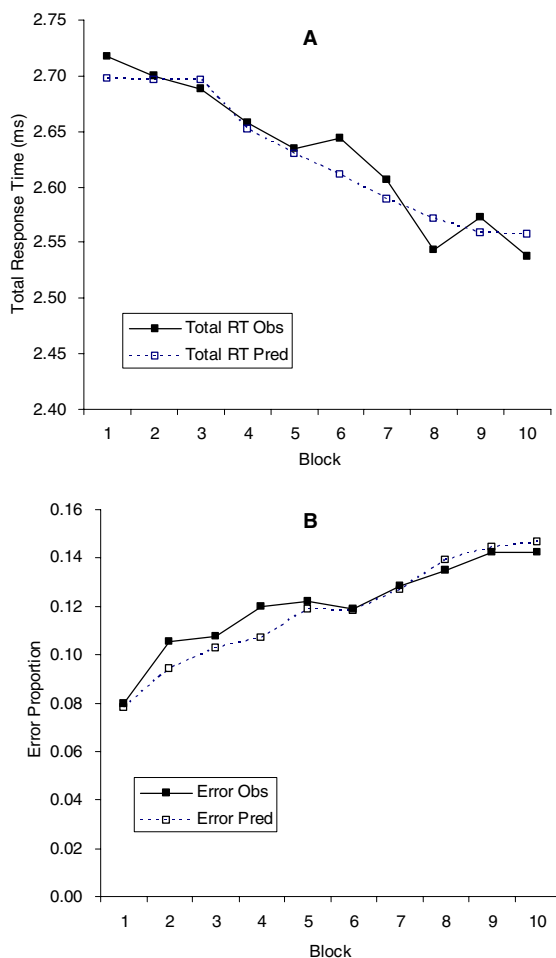 A
Total Response Time (ms)
2.75
2.70
2.65
2.60
2.55
2.50
2.45
2.40
Total RT Obs
Total RT Pred
1 2 3 4 5 6 7 8 9 10
Block
B
Error Proportion
0.16
0.14
0.12
0.10
0.08
0.06
0.04
0.02
0.00
Error Obs
Error Pred
1 2 3 4 5 6 7 8 9 10
Block